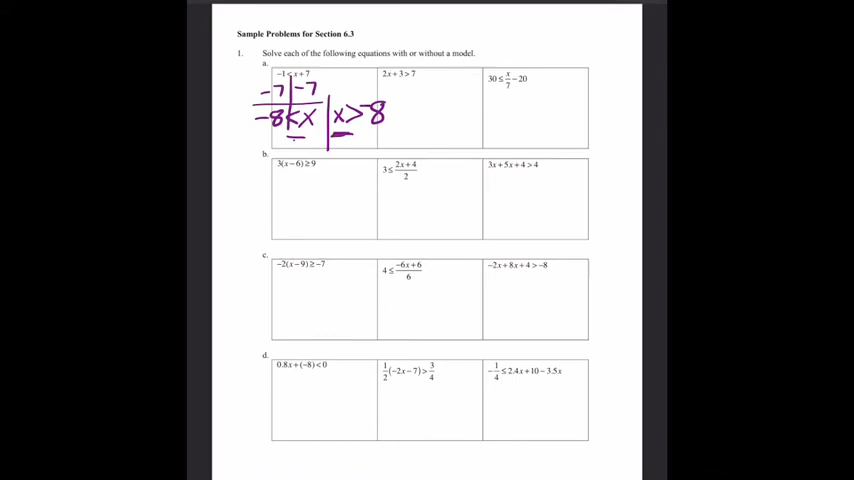 Sample Problems for Section 6.3
1. Solve each of the following equations with or without a model.
a.
-1 < x + 7
-7 | -7
-8 < x | x > -8
2x + 3 > 7
30 ≤ x/7 - 20
b.
3(x - 6) ≥ 9
3 ≤ (2x + 4)/2
3x + 5x + 4 > 4
c.
-2(x - 9) ≥ -7
4 ≤ (-6x + 6)/6
-2x + 8x + 4 > -8
d.
0.8x + (-8) < 0
1/2(-2x - 7) > 3/4
-1/4 ≤ 2.4x + 10 - 3.5x